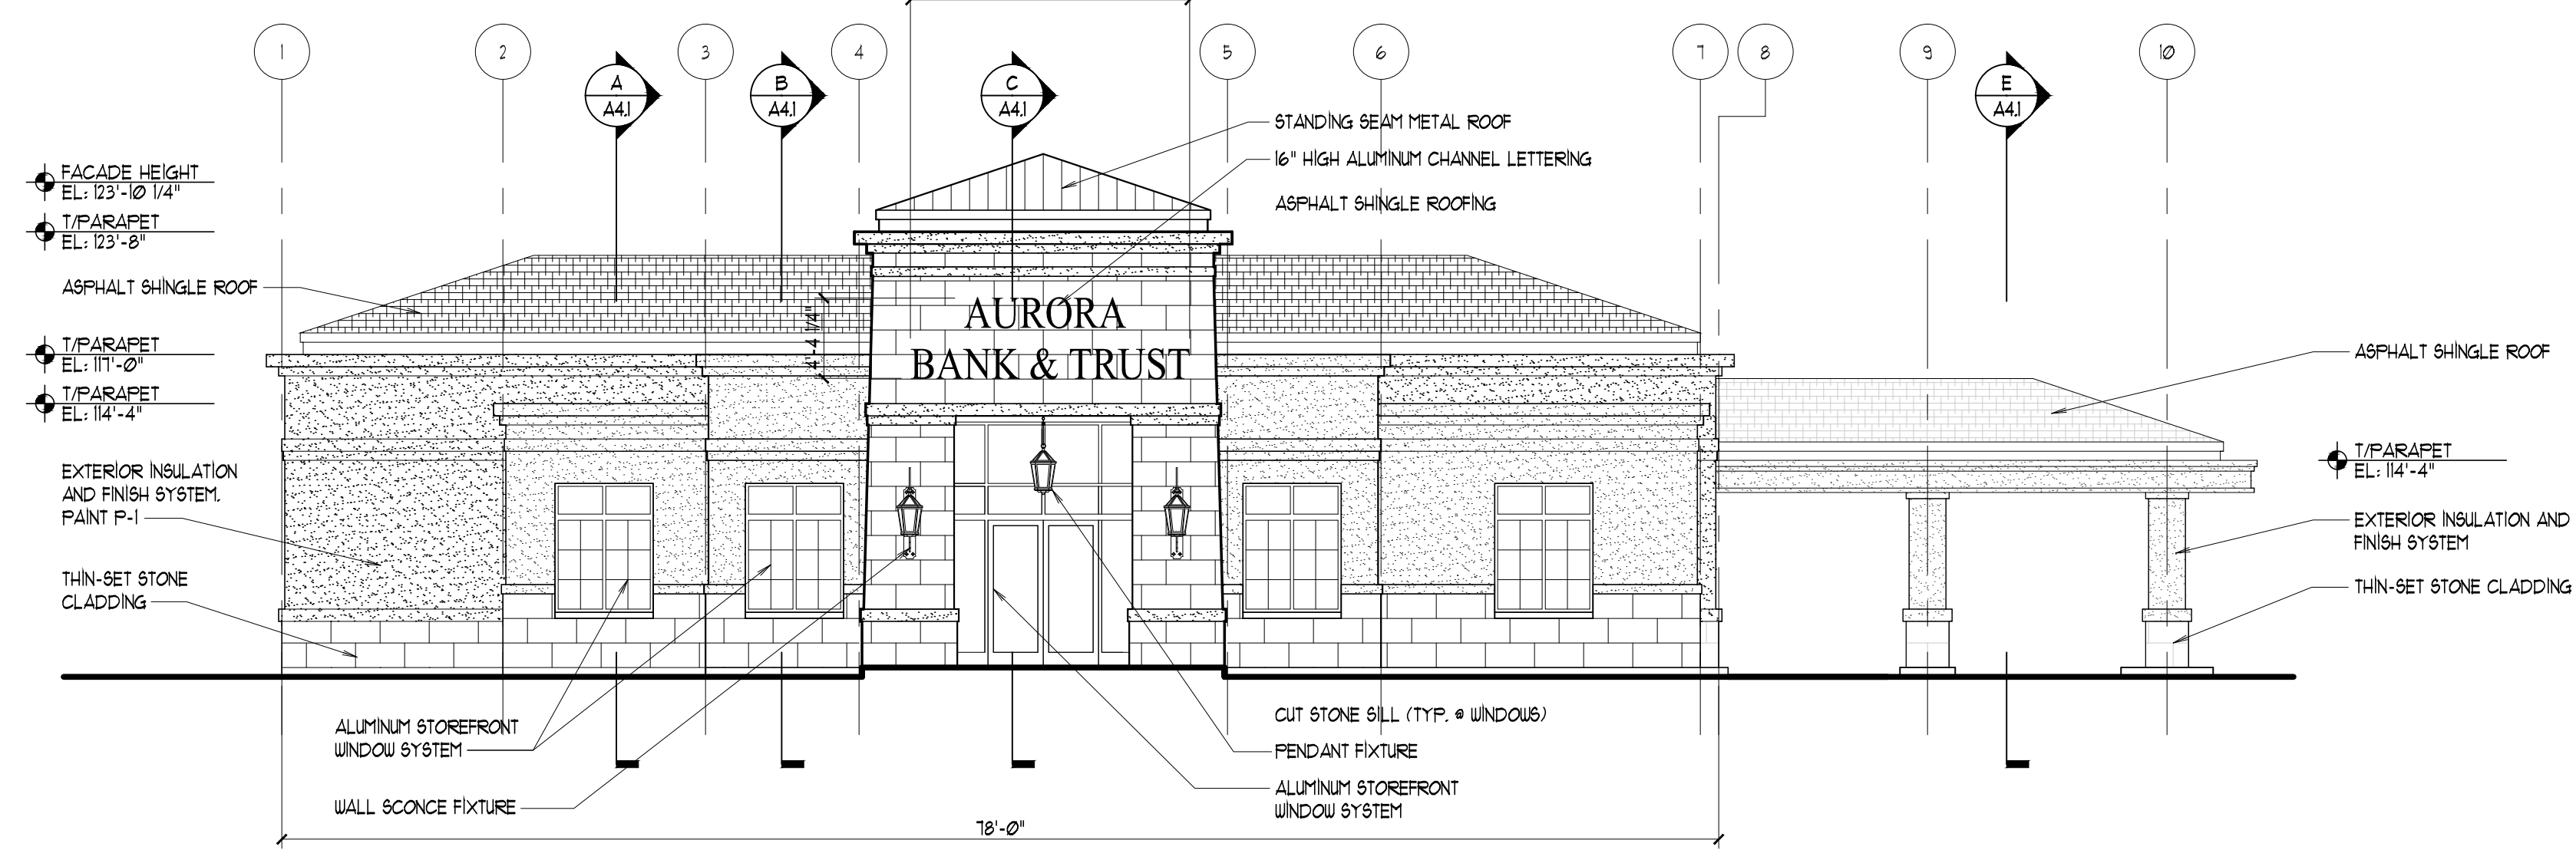 1 2 3 4 5 6 7 8 9 10
A
A4.1
B
A4.1
C
A4.1
E
A4.1
STANDING SEAM METAL ROOF
16" HIGH ALUMINUM CHANNEL LETTERING
ASPHALT SHINGLE ROOFING
FACADE HEIGHT
EL: 123'-10 1/4"
T/PARAPET
EL: 123'-8"
ASPHALT SHINGLE ROOF
T/PARAPET
EL: 117'-0"
T/PARAPET
EL: 114'-4"
EXTERIOR INSULATION
AND FINISH SYSTEM,
PAINT P-1
THIN-SET STONE
CLADDING
4'-4 1/4"
AURORA
BANK & TRUST
ASPHALT SHINGLE ROOF
T/PARAPET
EL: 114'-4"
EXTERIOR INSULATION AND
FINISH SYSTEM
THIN-SET STONE CLADDING
ALUMINUM STOREFRONT
WINDOW SYSTEM
WALL SCONCE FIXTURE
CUT STONE SILL (TYP. @ WINDOWS)
PENDANT FIXTURE
ALUMINUM STOREFRONT
WINDOW SYSTEM
78'-0"